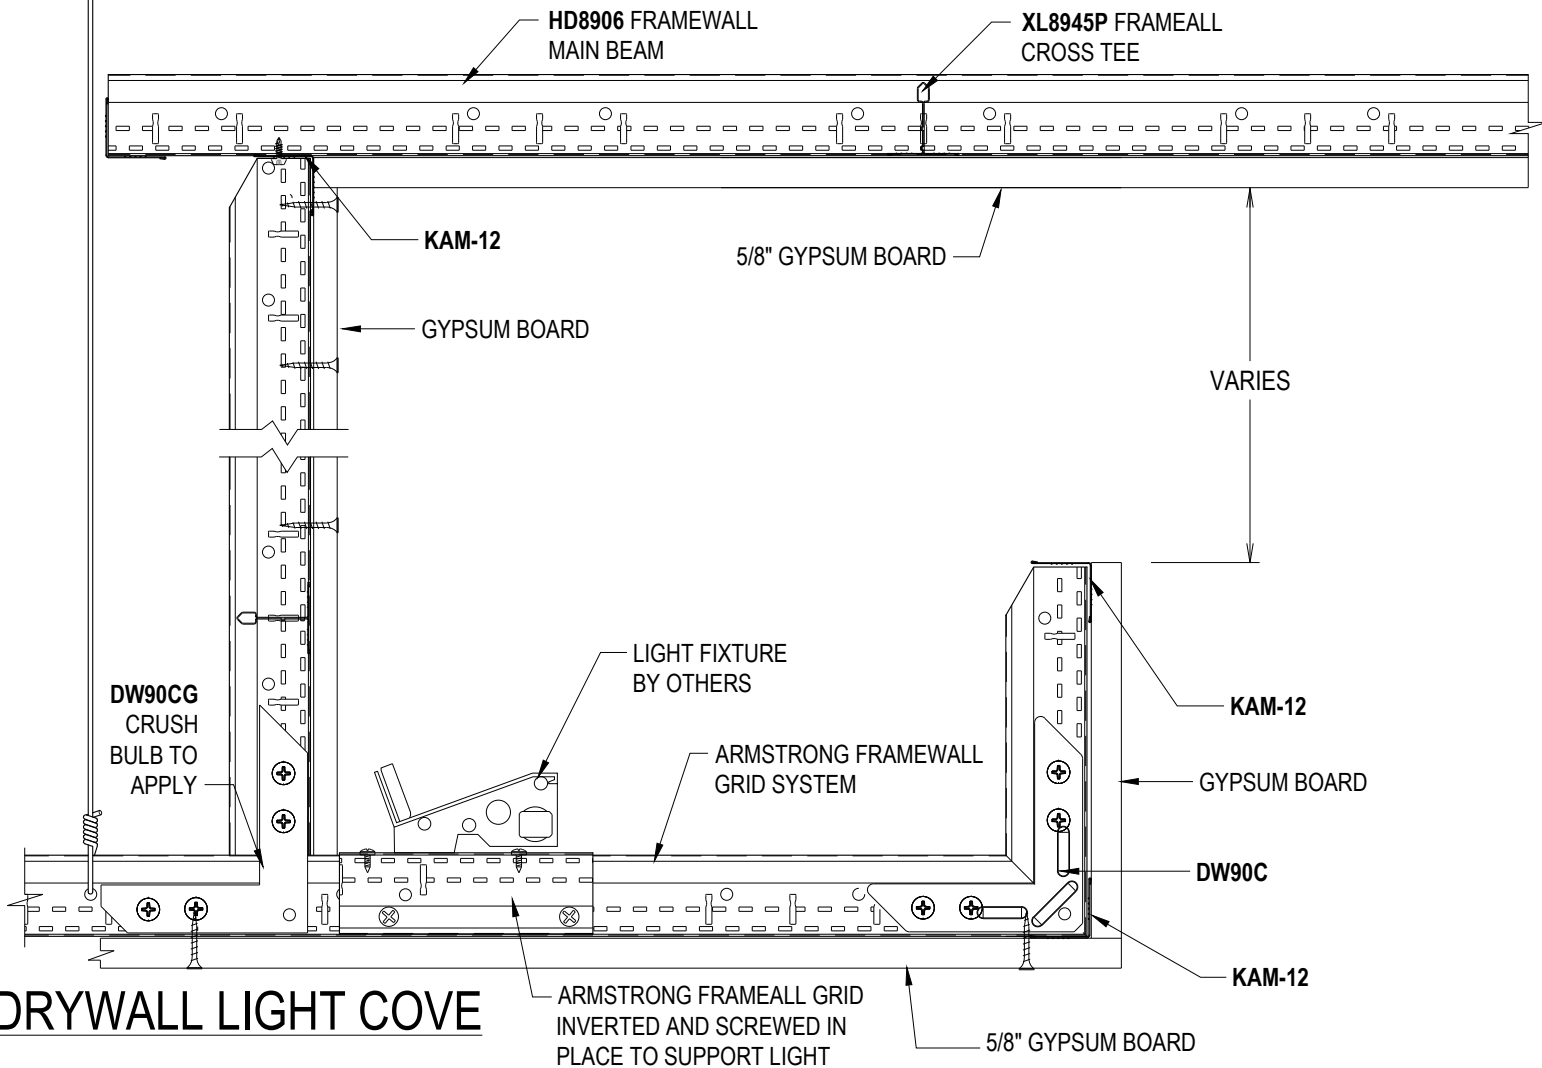 HD8906 FRAMEWALL
MAIN BEAM
XL8945P FRAMEALL
CROSS TEE
KAM-12
5/8" GYPSUM BOARD
GYPSUM BOARD
VARIES
LIGHT FIXTURE
BY OTHERS
DW90CG
CRUSH
BULB TO
APPLY
KAM-12
ARMSTRONG FRAMEWALL
GRID SYSTEM
GYPSUM BOARD
DW90C
KAM-12
DRYWALL LIGHT COVE
ARMSTRONG FRAMEALL GRID
INVERTED AND SCREWED IN
PLACE TO SUPPORT LIGHT
5/8" GYPSUM BOARD